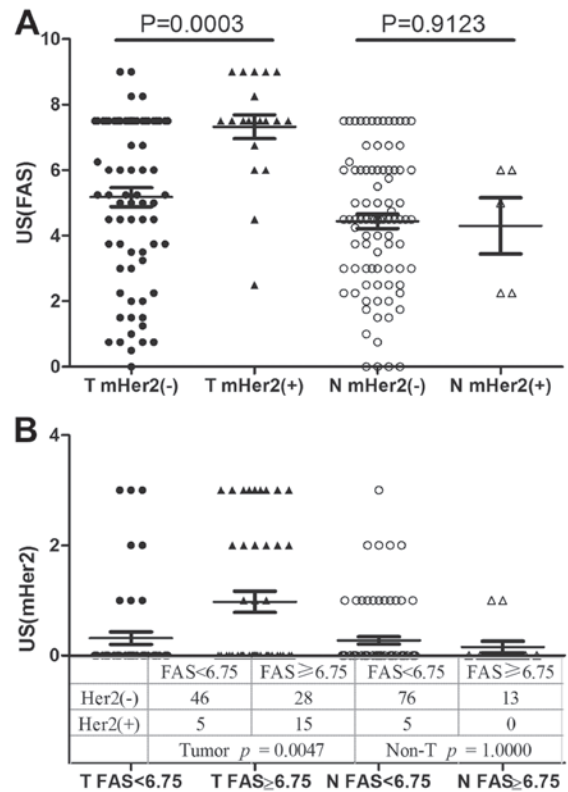 A
P=0.0003 P=0.9123
10
8
6
4
2
0
US(FAS)
T mHer2(-) T mHer2(+) N mHer2(-) N mHer2(+)
B
4
2
0
US(mHer2)
FAS<6.75 FAS≧6.75 FAS<6.75 FAS≧6.75
Her2(-) 46 28 76 13
Her2(+) 5 15 5 0
Tumor p = 0.0047 Non-T p = 1.0000
T FAS<6.75 T FAS≥6.75 N FAS<6.75 N FAS≥6.75